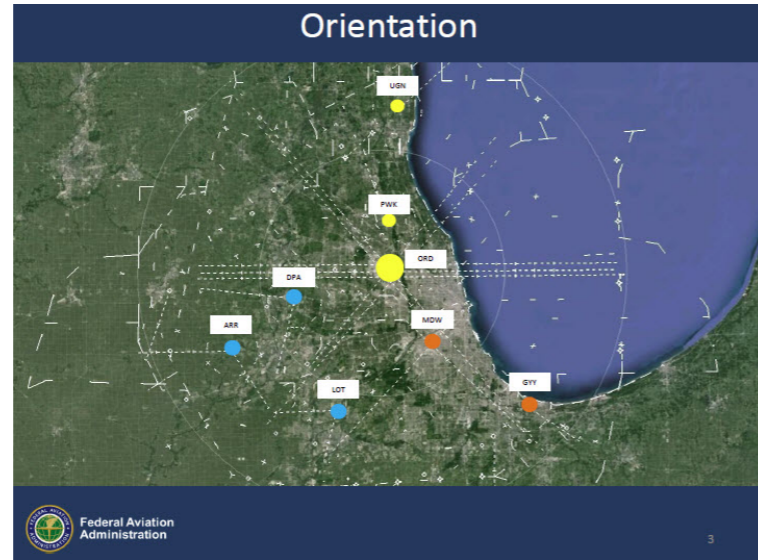 Orientation
UGN
PWK
ORD
DPA
MDW
ARR
GYY
LOT
Federal Aviation
Administration
3